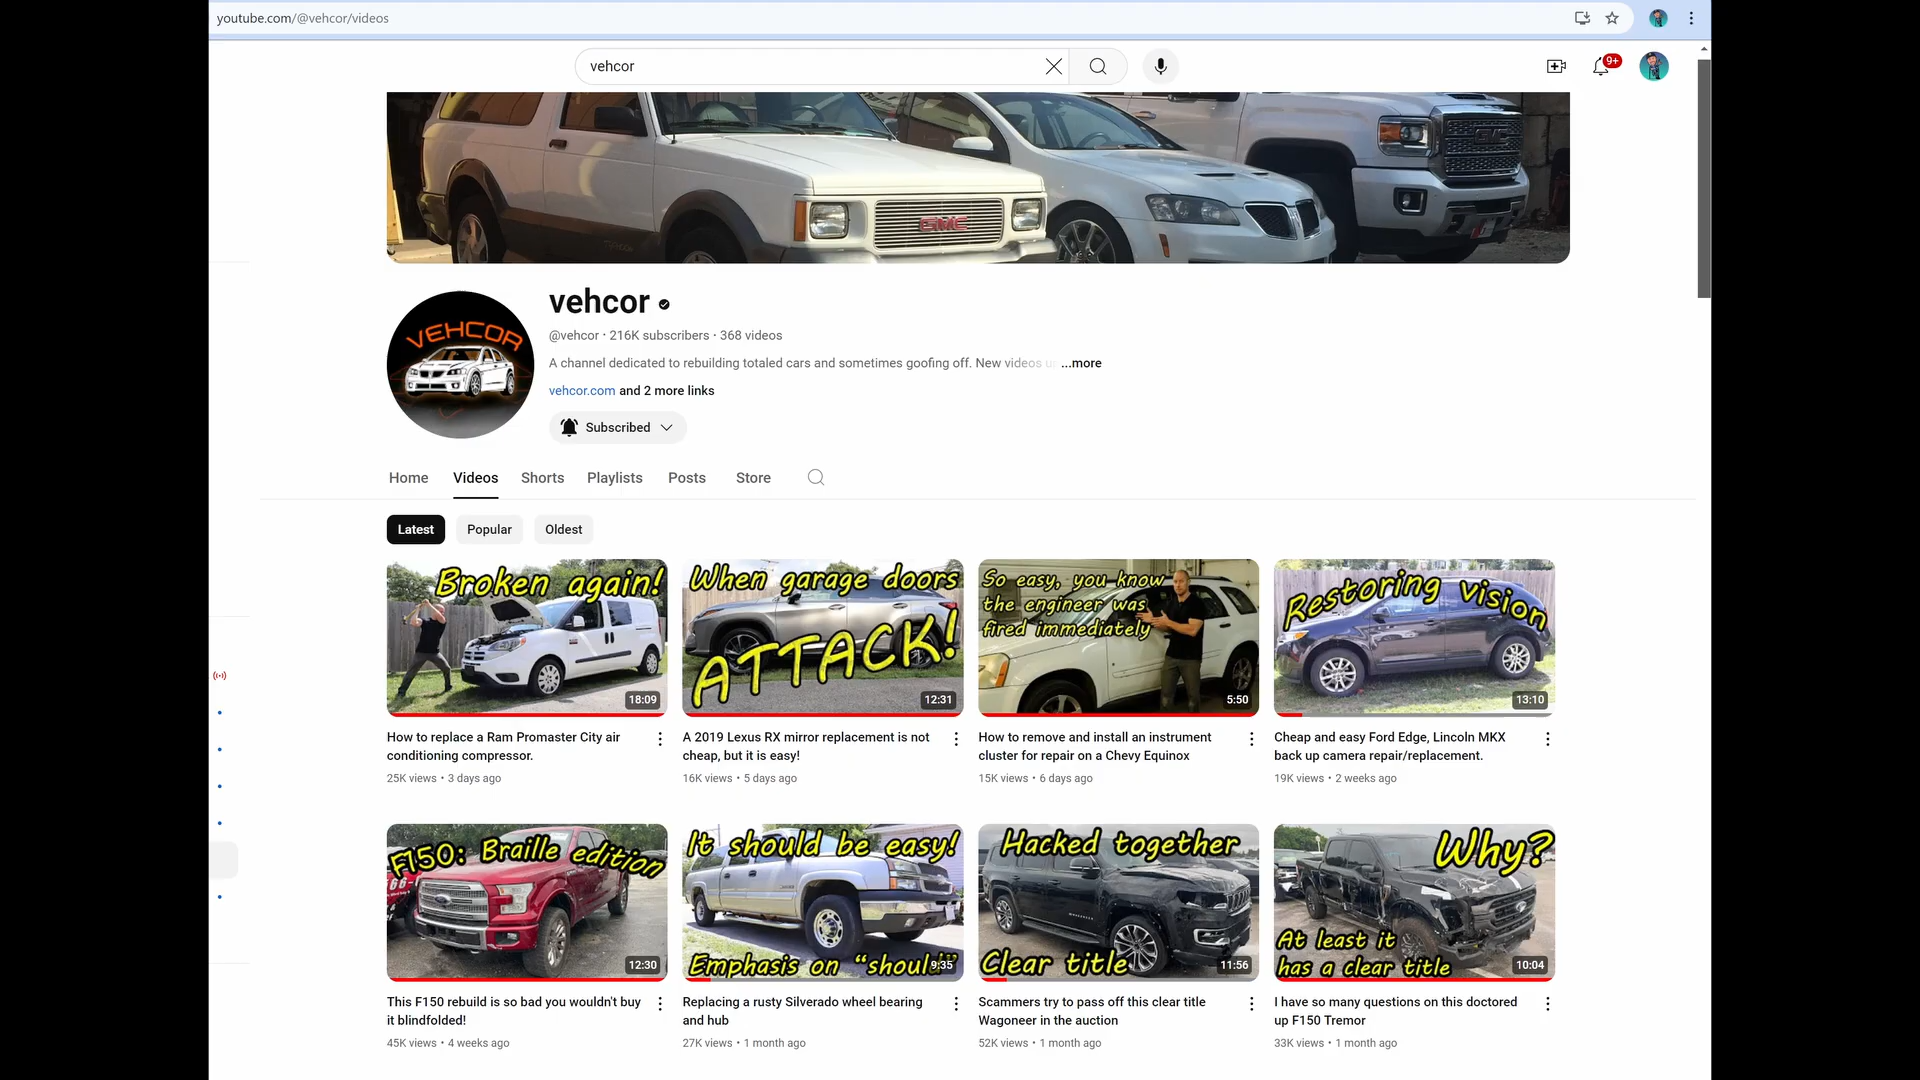 youtube.com/@vehcor/videos
vehcor
9+
GMC
GMC
VEHCOR
vehcor
@vehcor · 216K subscribers · 368 videos
A channel dedicated to rebuilding totaled cars and sometimes goofing off. New videos ...more
vehcor.com and 2 more links
Subscribed
Home Videos Shorts Playlists Posts Store
Latest Popular Oldest
Broken again!
18:09
When garage doors
ATTACK!
12:31
So easy, you know
the engineer was
fired immediately
5:50
Restoring vision
13:10
How to replace a Ram Promaster City air
conditioning compressor.
25K views • 3 days ago
A 2019 Lexus RX mirror replacement is not
cheap, but it is easy!
16K views • 5 days ago
How to remove and install an instrument
cluster for repair on a Chevy Equinox
15K views • 6 days ago
Cheap and easy Ford Edge, Lincoln MKX
back up camera repair/replacement.
19K views • 2 weeks ago
F150: Braille edition
12:30
It should be easy!
Emphasis on “should”
9:35
Hacked together
Clear title
11:56
Why?
At least it
has a clear title
10:04
This F150 rebuild is so bad you wouldn't buy
it blindfolded!
45K views • 4 weeks ago
Replacing a rusty Silverado wheel bearing
and hub
27K views • 1 month ago
Scammers try to pass off this clear title
Wagoneer in the auction
52K views • 1 month ago
I have so many questions on this doctored
up F150 Tremor
33K views • 1 month ago